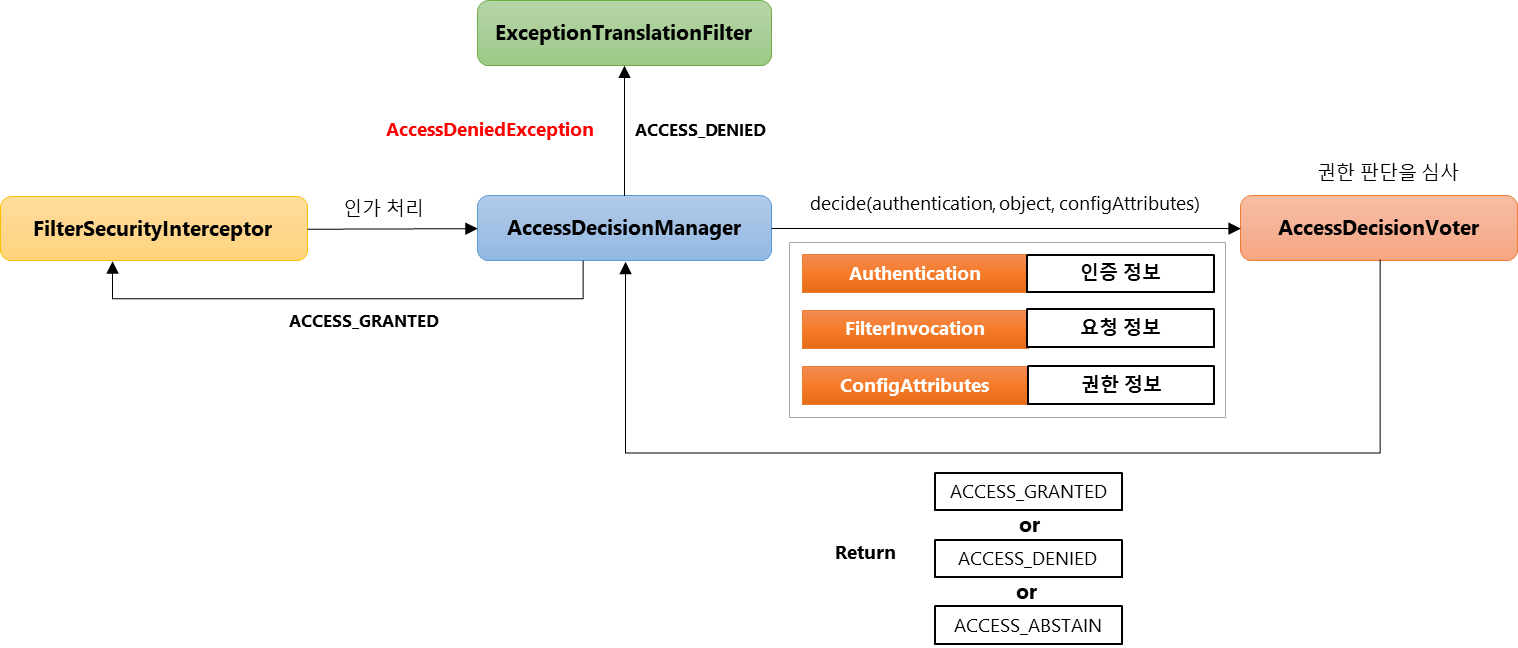 ExceptionTranslationFilter
AccessDeniedException
ACCESS_DENIED
권한 판단을 심사
인가 처리
decide(authentication, object, configAttributes)
FilterSecurityInterceptor
AccessDecisionManager
AccessDecisionVoter
Authentication
인증 정보
ACCESS_GRANTED
FilterInvocation
요청 정보
ConfigAttributes
권한 정보
Return
ACCESS_GRANTED
or
ACCESS_DENIED
or
ACCESS_ABSTAIN